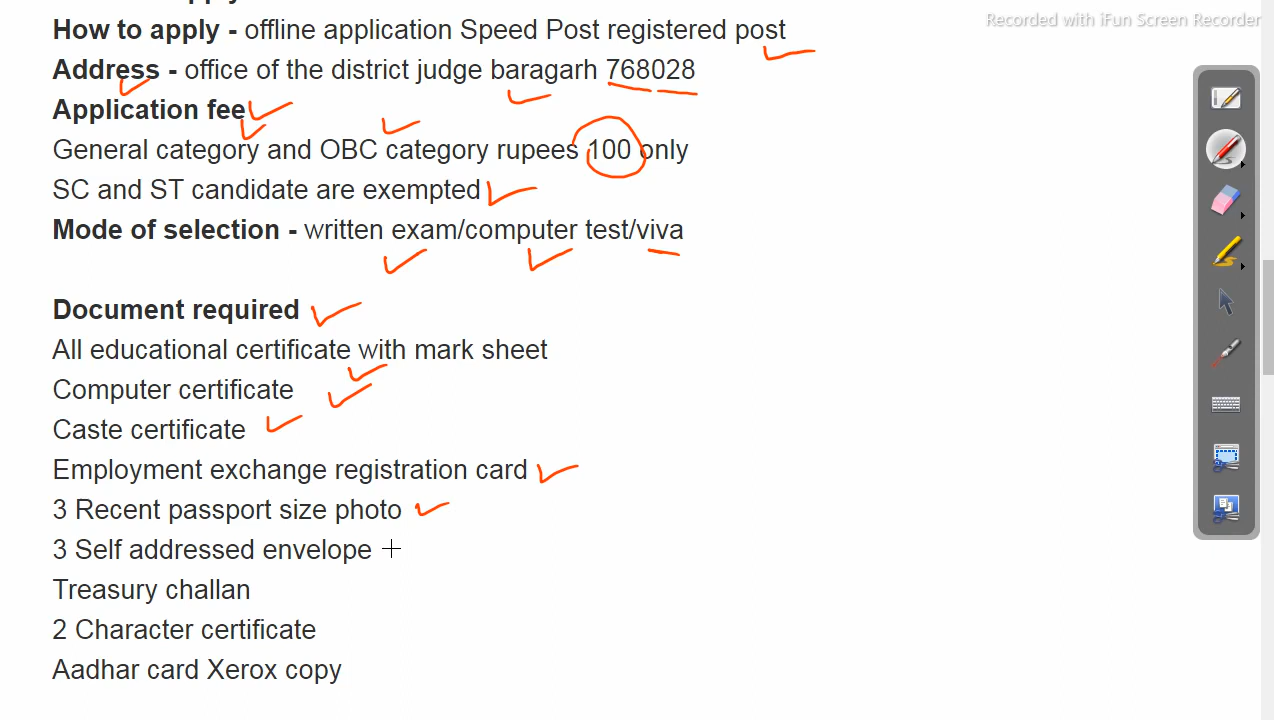 Recorded with iFun Screen Recorder
How to apply - offline application Speed Post registered post
Address - office of the district judge baragarh 768028
Application fee
General category and OBC category rupees 100 only
SC and ST candidate are exempted
Mode of selection - written exam/computer test/viva
Document required
All educational certificate with mark sheet
Computer certificate
Caste certificate
Employment exchange registration card
3 Recent passport size photo
3 Self addressed envelope
Treasury challan
2 Character certificate
Aadhar card Xerox copy